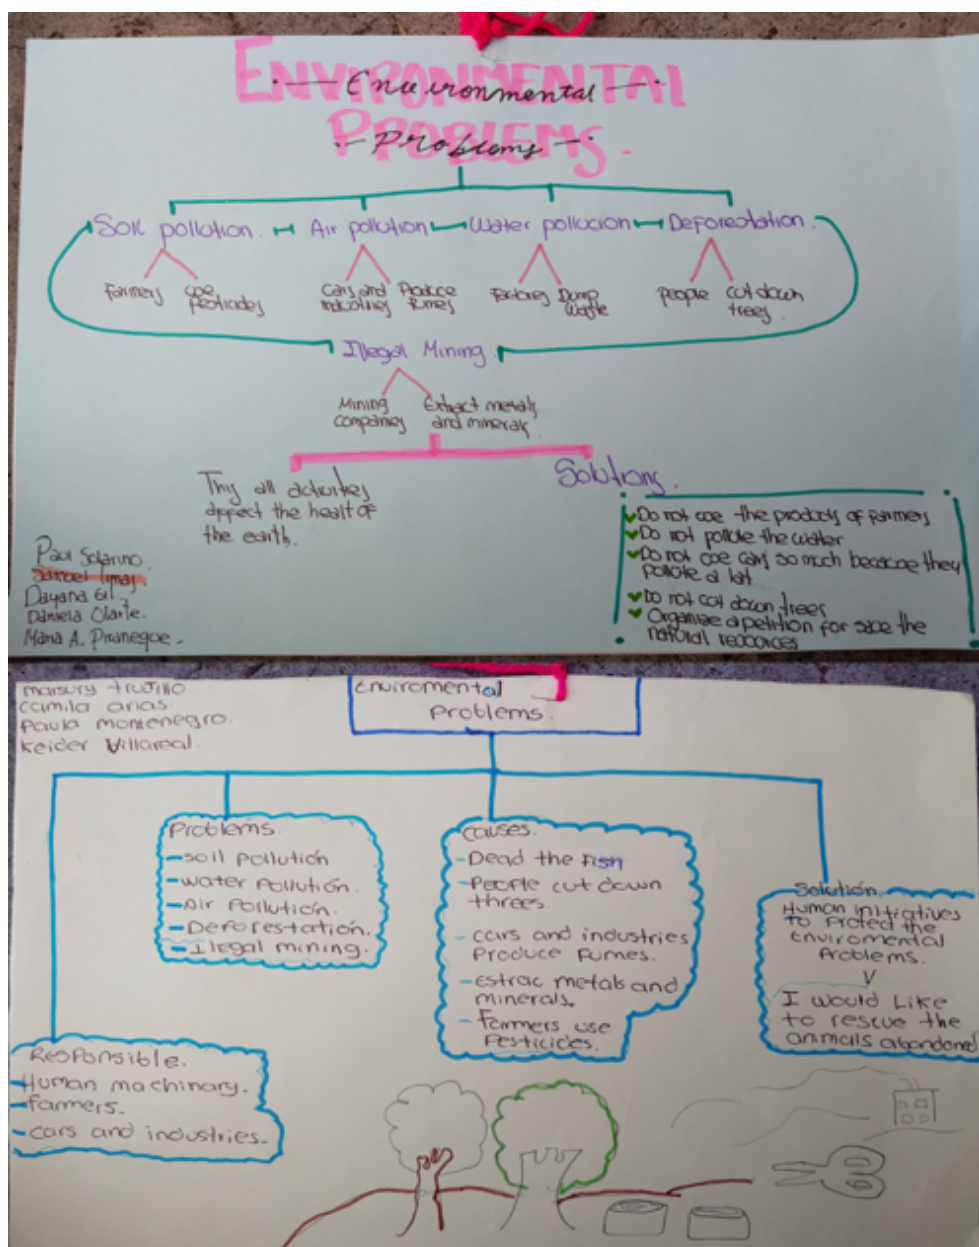 ENVIRONMENTAL
Environmental
PROBLEMS.
Problems
Soil pollution. Air pollution Water pollucion Deforestation.
Farmers Use pesticides Cars and industries Produce fumes Factories Dump waste People cut down trees.
Illegal Mining.
Mining companies Extract metals and minerals
This all activities
affect the healt of
the earth.
Solutions.
Do not use the products of farmers
Do not pollute the water
Do not use cars so much because they
pollute a lot
Do not cut down trees
Organize a petition for save the
natural resources
Paul Solarino.
Dayana Gil.
Daniela Olarte.
Maria A. Piraneque.
marsury trujillo
camila arias.
paula montenegro.
keider villareal.
Enviromental
Problems.
Problems.
-soil pollution
-water pollution.
-Air pollution.
-Deforestation.
-Ilegal mining.
causes.
-Dead the Fish
-People cut down
threes.
-cars and industries
Produce Fumes.
-estrac metals and
minerals.
-Farmers use
Pesticides.
Solution.
Human initiatives
to protect the
Enviromental
Problems.
I would like
to rescue the
animals abandoned
Responsible.
-Human machinary.
-farmers.
-cars and industries.